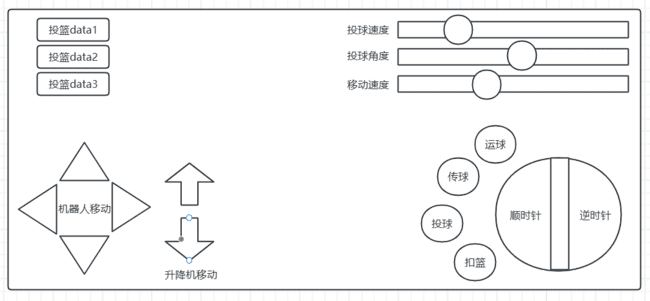 投篮data1
投篮data2
投篮data3
投球速度
投球角度
移动速度
机器人移动
升降机移动
运球
传球
投球
扣篮
顺时针
逆时针